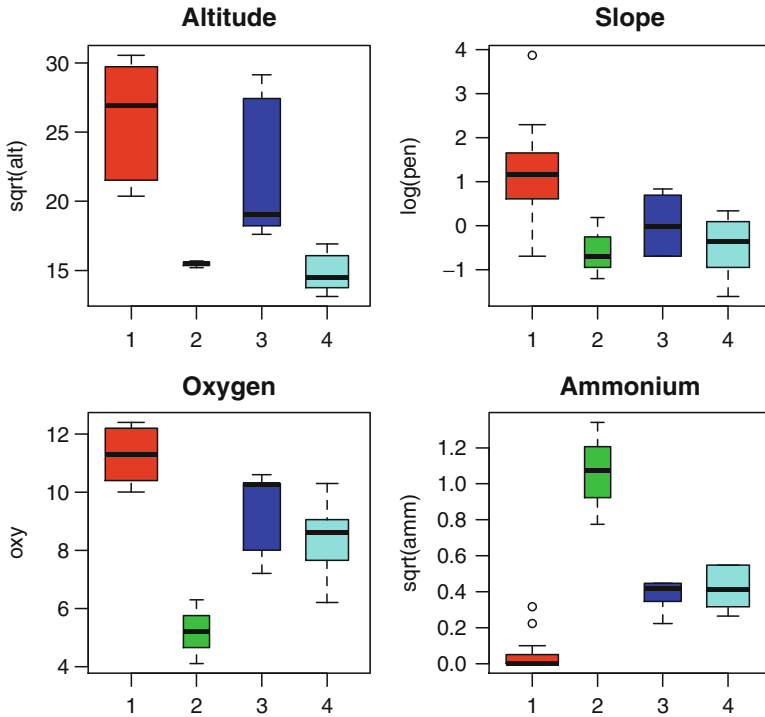 Altitude
sqrt(alt)
30
25
20
15
1 2 3 4
Slope
log(pen)
4
3
2
1
0
−1
1 2 3 4
Oxygen
oxy
12
10
8
6
4
1 2 3 4
Ammonium
sqrt(amm)
1.2
1.0
0.8
0.6
0.4
0.2
0.0
1 2 3 4